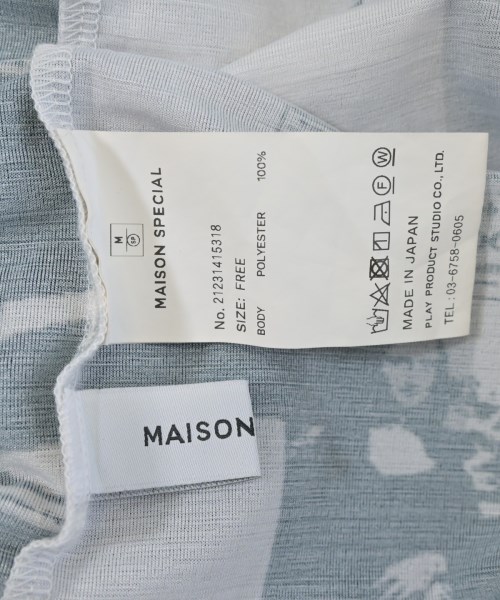 M
SP
MAISON SPECIAL
No. 21231415318
SIZE: FREE
BODY POLYESTER 100%
F W
MADE IN JAPAN
PLAY PRODUCT STUDIO CO., LTD.
TEL : 03-6758-0605
MAISON